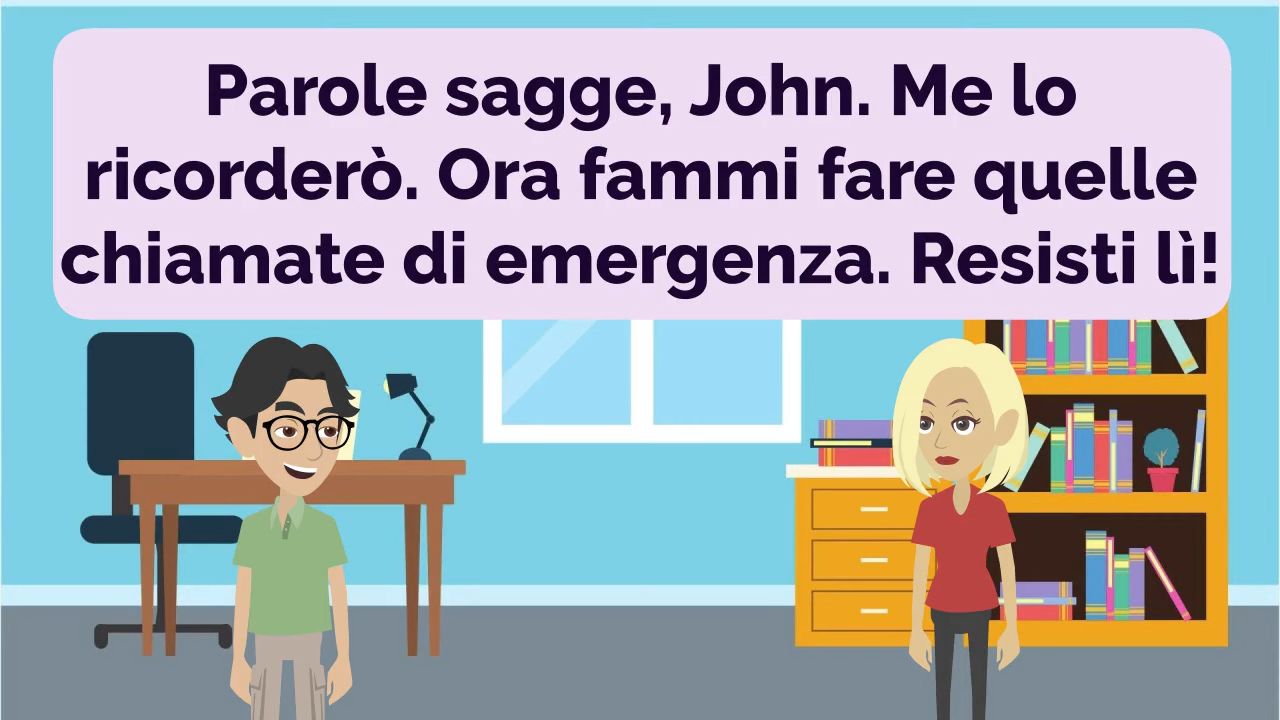 Parole sagge, John. Me lo
ricorderò. Ora fammi fare quelle
chiamate di emergenza. Resisti lì!